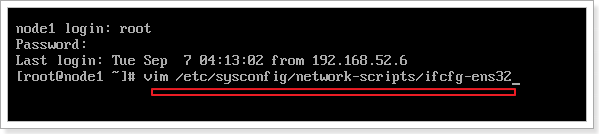 node1 login: root
Password:
Last login: Tue Sep  7 04:13:02 from 192.168.52.6
[root@node1 ~]# vim /etc/sysconfig/network-scripts/ifcfg-ens32_